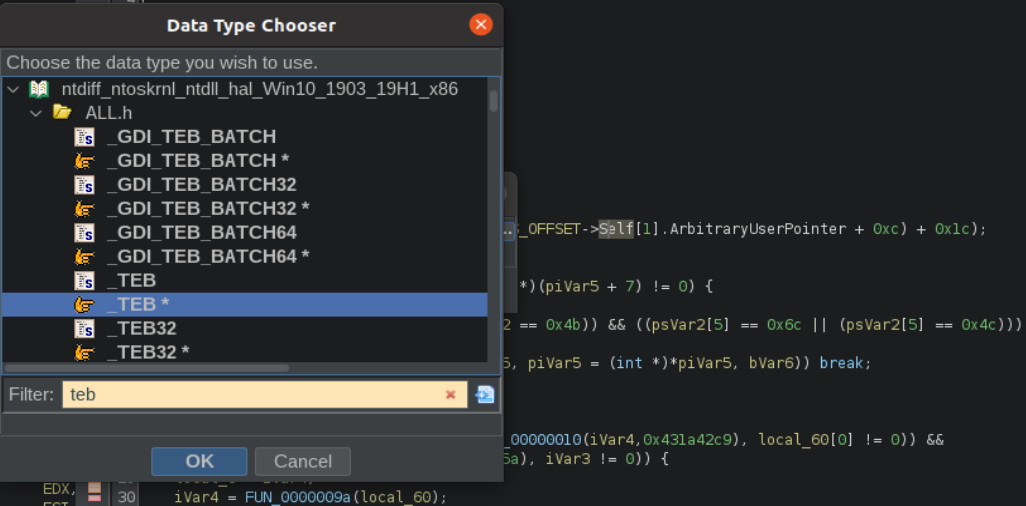 Data Type Chooser
Choose the data type you wish to use.
ntdiff_ntoskrnl_ntdll_hal_Win10_1903_19H1_x86
ALL.h
_GDI_TEB_BATCH
_GDI_TEB_BATCH *
_GDI_TEB_BATCH32
_GDI_TEB_BATCH32 *
_GDI_TEB_BATCH64
_GDI_TEB_BATCH64 *
_TEB
_TEB *
_TEB32
_TEB32 *
Filter: teb
OK Cancel
_OFFSET->Self[1].ArbitraryUserPointer + 0xc) + 0x1c);
*)(piVar5 + 7) != 0) {
== 0x4b)) && ((psVar2[5] == 0x6c || (psVar2[5] == 0x4c)))
, piVar5 = (int *)*piVar5, bVar6)) break;
_00000010(iVar4,0x431a42c9), local_60[0] != 0)) &&
5a), iVar3 != 0)) {
EDX,
30 iVar4 = FUN_0000009a(local_60);